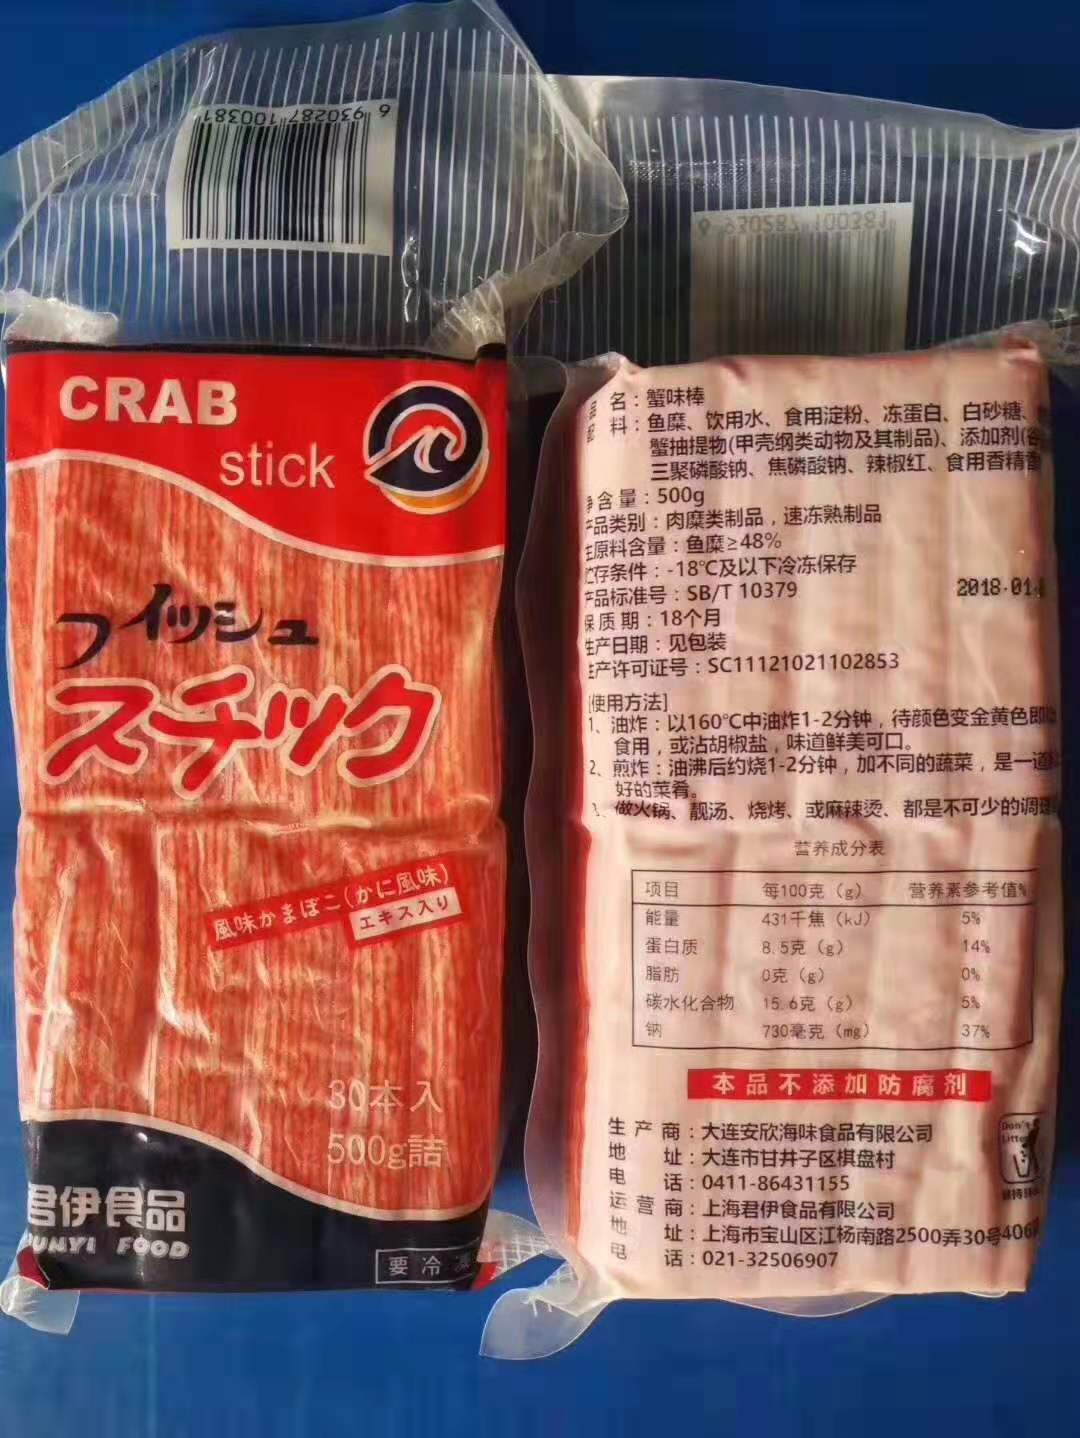 6 930287 100381
6 930287 100381
CRAB
stick
フィッシュ
スチック
風味かまぼこ(かに風味)
エキス入り
30本入
500g詰
君伊食品
JUNYI FOOD
要冷
品 名：蟹味棒
配 料：鱼糜、饮用水、食用淀粉、冻蛋白、白砂糖、
蟹抽提物(甲壳纲类动物及其制品)、添加剂(谷
三聚磷酸钠、焦磷酸钠、辣椒红、食用香精香
净含量：500g
产品类别：肉糜类制品，速冻熟制品
主原料含量：鱼糜≥48%
贮存条件：-18℃及以下冷冻保存
产品标准号：SB/T 10379
2018·01
保质期：18个月
生产日期：见包装
生产许可证号：SC11121021102853
[使用方法]
1、油炸：以160℃中油炸1-2分钟，待颜色变金黄色即
食用，或沾胡椒盐，味道鲜美可口。
2、煎炸：油沸后约烧1-2分钟，加不同的蔬菜，是一道
好的菜肴。
3、做火锅、靓汤、烧烤、或麻辣烫、都是不可少的调理
营养成分表
项目 每100克（g） 营养素参考值%
能量 431千焦（kJ） 5%
蛋白质 8.5克（g） 14%
脂肪 0克（g） 0%
碳水化合物 15.6克（g） 5%
钠 730毫克（mg） 37%
本品不添加防腐剂
生产商：大连安欣海味食品有限公司
地 址：大连市甘井子区棋盘村
电 话：0411-86431155
运营商：上海君伊食品有限公司
地 址：上海市宝山区江杨南路2500弄30号406
电 话：021-32506907
Don't
Litter